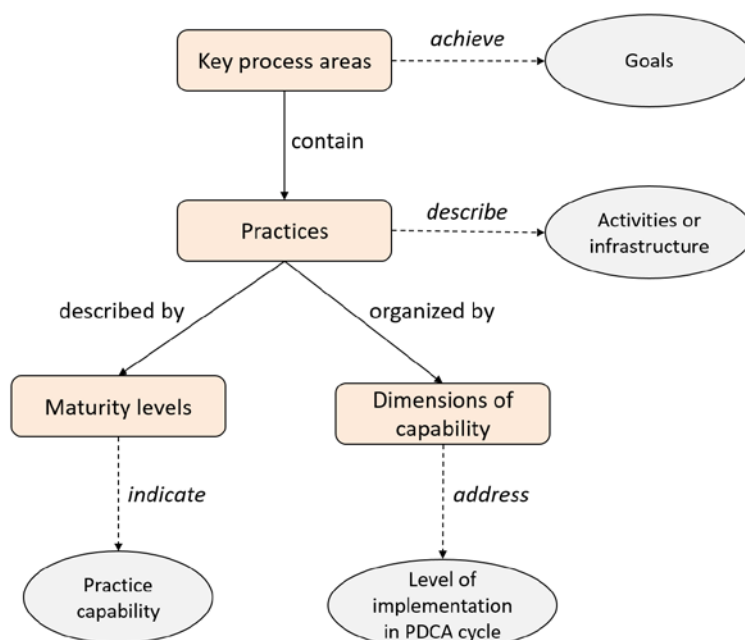 achieve
Key process areas
Goals
contain
Practices
describe
Activities or
infrastructure
described by
organized by
Maturity levels
Dimensions of
capability
indicate
address
Practice
capability
Level of
implementation
in PDCA cycle